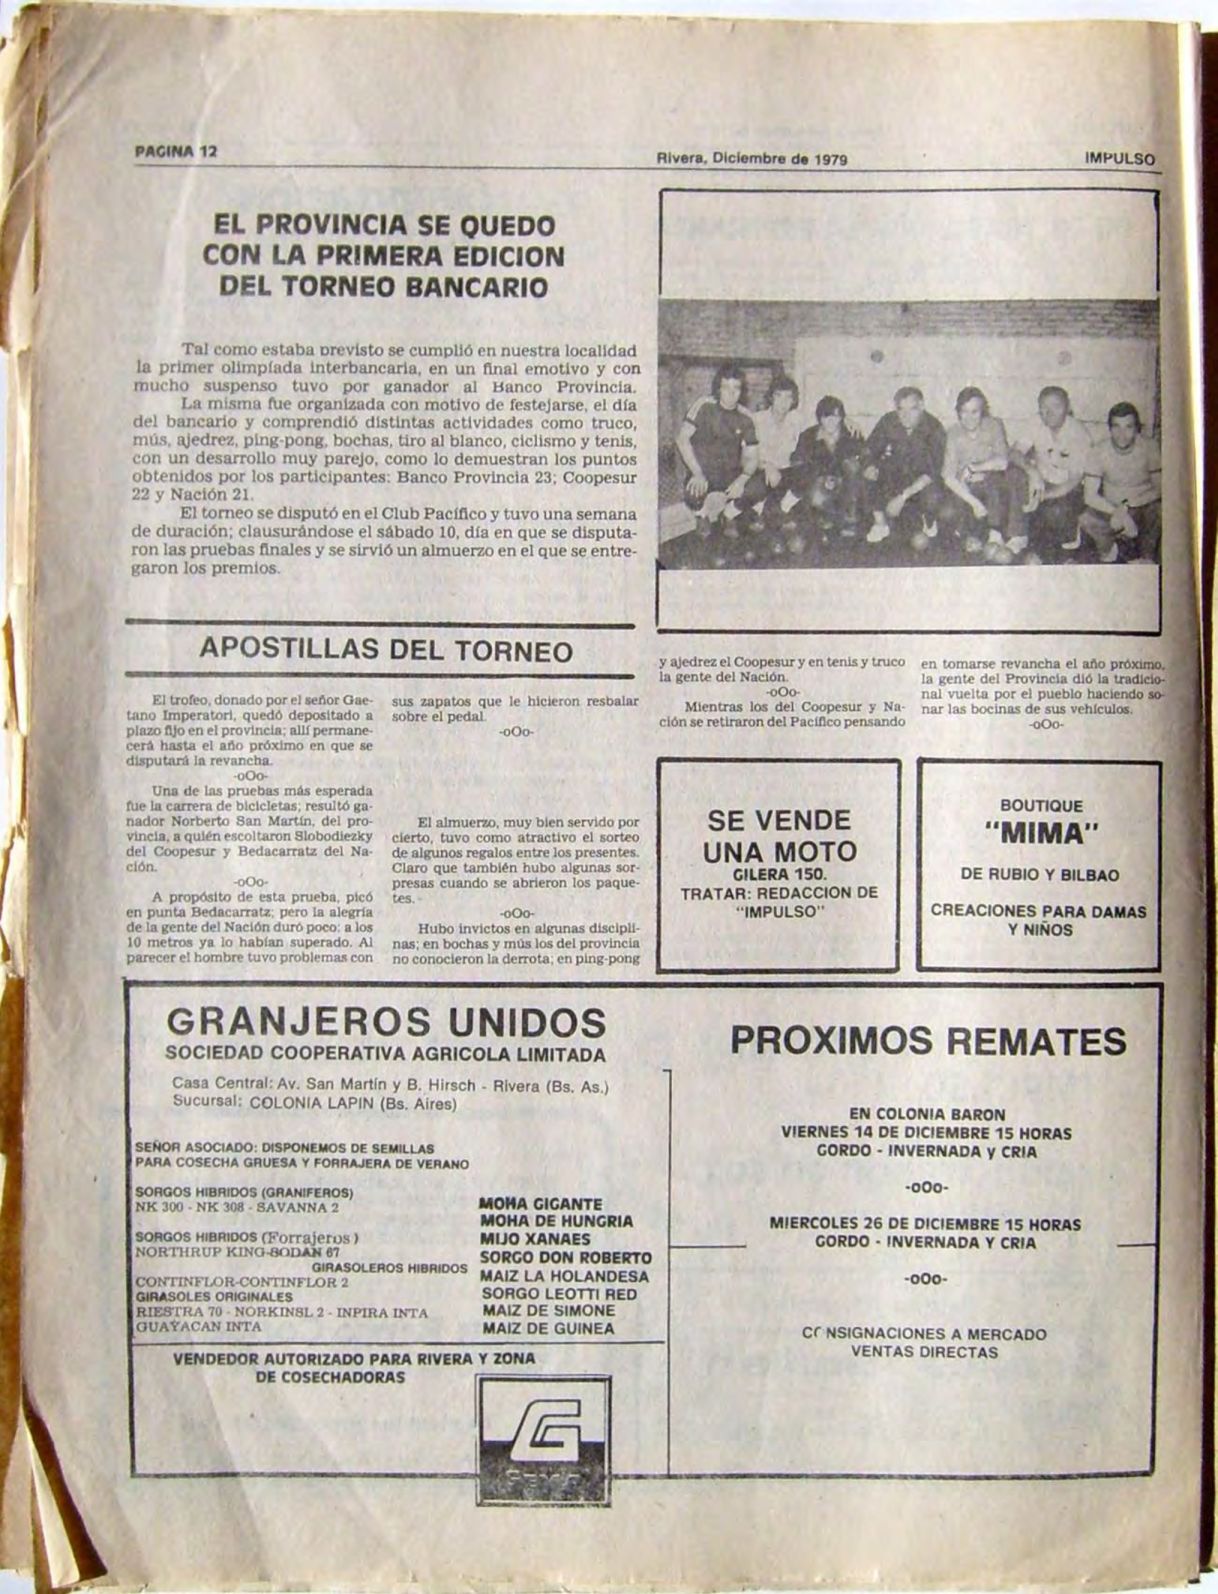 PAGINA 12
Rivera, Diciembre de 1979
IMPULSO
EL PROVINCIA SE QUEDO
CON LA PRIMERA EDICION
DEL TORNEO BANCARIO
Tal como estaba previsto se cumplió en nuestra localidad
la primer olimpíada interbancaria, en un final emotivo y con
mucho suspenso tuvo por ganador al Banco Provincia.
La misma fue organizada con motivo de festejarse, el día
del bancario y comprendió distintas actividades como truco,
mús, ajedrez, ping-pong, bochas, tiro al blanco, ciclismo y tenis,
con un desarrollo muy parejo, como lo demuestran los puntos
obtenidos por los participantes: Banco Provincia 23; Coopesur
22 y Nación 21.
El torneo se disputó en el Club Pacífico y tuvo una semana
de duración; clausurándose el sábado 10, día en que se disputa-
ron las pruebas finales y se sirvió un almuerzo en el que se entre-
garon los premios.
APOSTILLAS DEL TORNEO
El trofeo, donado por el señor Gae-
tano Imperatori, quedó depositado a
plazo fijo en el provincia; allí permane-
cerá hasta el año próximo en que se
disputará la revancha.
-oOo-
Una de las pruebas más esperada
fue la carrera de bicicletas; resultó ga-
nador Norberto San Martín, del pro-
vincia, a quién escoltaron Slobodiezky
del Coopesur y Bedacarratz del Na-
ción.
-oOo-
A propósito de esta prueba, picó
en punta Bedacarratz; pero la alegría
de la gente del Nación duró poco: a los
10 metros ya lo habían superado. Al
parecer el hombre tuvo problemas con
sus zapatos que le hicieron resbalar
sobre el pedal.
-oOo-
El almuerzo, muy bien servido por
cierto, tuvo como atractivo el sorteo
de algunos regalos entre los presentes.
Claro que también hubo algunas sor-
presas cuando se abrieron los paque-
tes.
-oOo-
Hubo invictos en algunas discipli-
nas; en bochas y mús los del provincia
no conocieron la derrota; en ping-pong
y ajedrez el Coopesur y en tenis y truco
la gente del Nación.
-oOo-
Mientras los del Coopesur y Na-
ción se retiraron del Pacífico pensando
en tomarse revancha el año próximo,
la gente del Provincia dió la tradicio-
nal vuelta por el pueblo haciendo so-
nar las bocinas de sus vehículos.
-oOo-
SE VENDE
UNA MOTO
GILERA 150.
TRATAR: REDACCION DE
"IMPULSO"
BOUTIQUE
"MIMA"
DE RUBIO Y BILBAO
CREACIONES PARA DAMAS
Y NIÑOS
GRANJEROS UNIDOS
SOCIEDAD COOPERATIVA AGRICOLA LIMITADA
Casa Central: Av. San Martín y B. Hirsch - Rivera (Bs. As.)
Sucursal: COLONIA LAPIN (Bs. Aires)
SEÑOR ASOCIADO: DISPONEMOS DE SEMILLAS
PARA COSECHA GRUESA Y FORRAJERA DE VERANO
SORGOS HIBRIDOS (GRANIFEROS)
NK 300 - NK 308 - SAVANNA 2
SORGOS HIBRIDOS (Forrajeros)
NORTHRUP KING-SODAN 67
GIRASOLEROS HIBRIDOS
CONTINFLOR-CONTINFLOR 2
GIRASOLES ORIGINALES
RIESTRA 70 - NORKINSL 2 - INPIRA INTA
GUAYACAN INTA
MOHA GIGANTE
MOHA DE HUNGRIA
MIJO XANAES
SORGO DON ROBERTO
MAIZ LA HOLANDESA
SORGO LEOTTI RED
MAIZ DE SIMONE
MAIZ DE GUINEA
VENDEDOR AUTORIZADO PARA RIVERA Y ZONA
DE COSECHADORAS
PROXIMOS REMATES
EN COLONIA BARON
VIERNES 14 DE DICIEMBRE 15 HORAS
GORDO - INVERNADA y CRIA
-oOo-
MIERCOLES 26 DE DICIEMBRE 15 HORAS
GORDO - INVERNADA Y CRIA
-oOo-
CONSIGNACIONES A MERCADO
VENTAS DIRECTAS